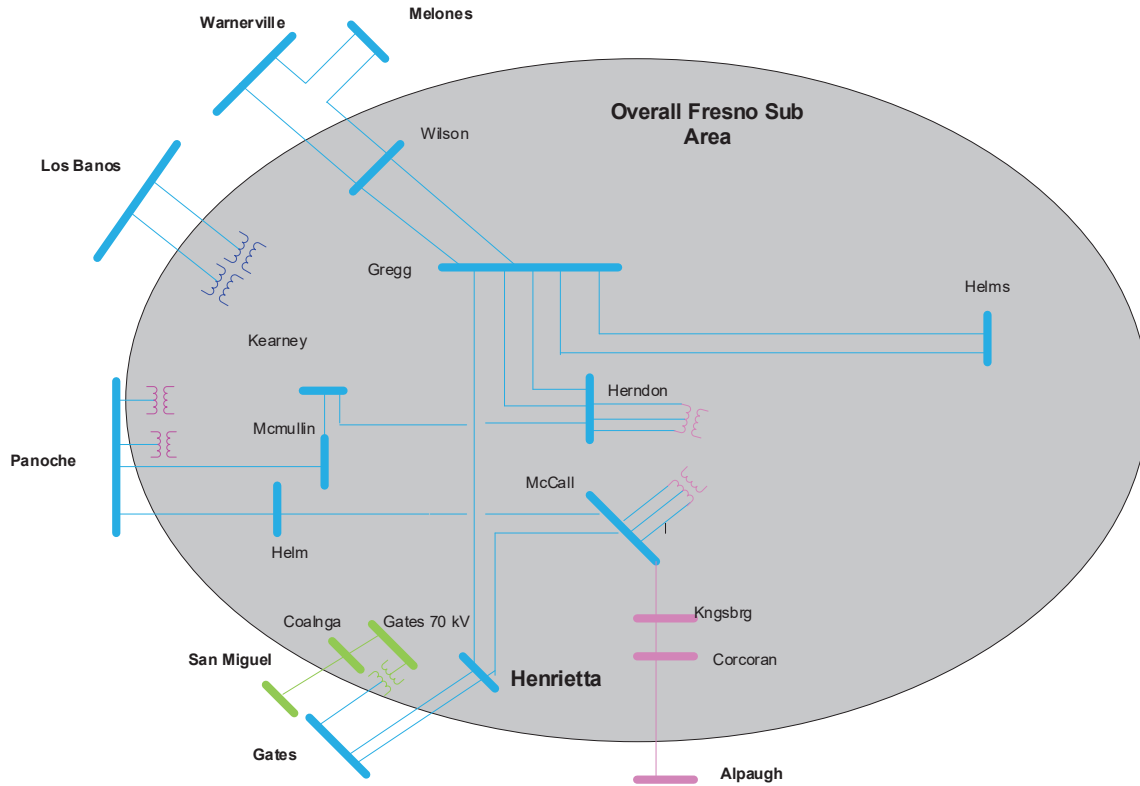 Melones
Warnerville
Overall Fresno Sub
Area
Wilson
Los Banos
Gregg
Helms
Kearney
Herndon
Mcmullin
Panoche
McCall
Helm
Coalnga
Gates 70 kV
Kngsbrg
San Miguel
Henrietta
Corcoran
Gates
Alpaugh